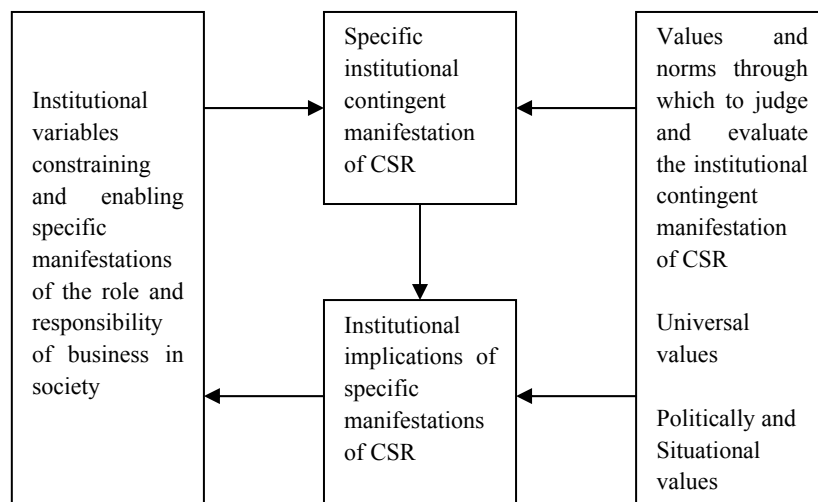 Institutional
variables
constraining
and enabling
specific
manifestations
of the role and
responsibility
of business in
society
Specific
institutional
contingent
manifestation
of CSR
Institutional
implications of
specific
manifestations
of CSR
Values and
norms through
which to judge
and evaluate
the institutional
contingent
manifestation
of CSR
Universal
values
Politically and
Situational
values